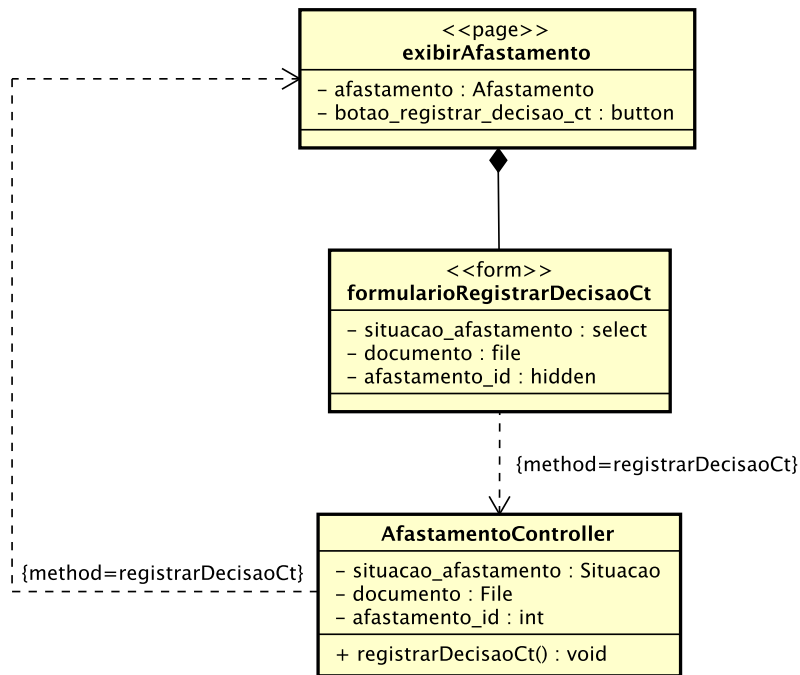 <<page>>
exibirAfastamento
– afastamento : Afastamento
– botao_registrar_decisao_ct : button
<<form>>
formularioRegistrarDecisaoCt
– situacao_afastamento : select
– documento : file
– afastamento_id : hidden
{method=registrarDecisaoCt}
AfastamentoController
– situacao_afastamento : Situacao
– documento : File
– afastamento_id : int
+ registrarDecisaoCt() : void
{method=registrarDecisaoCt}